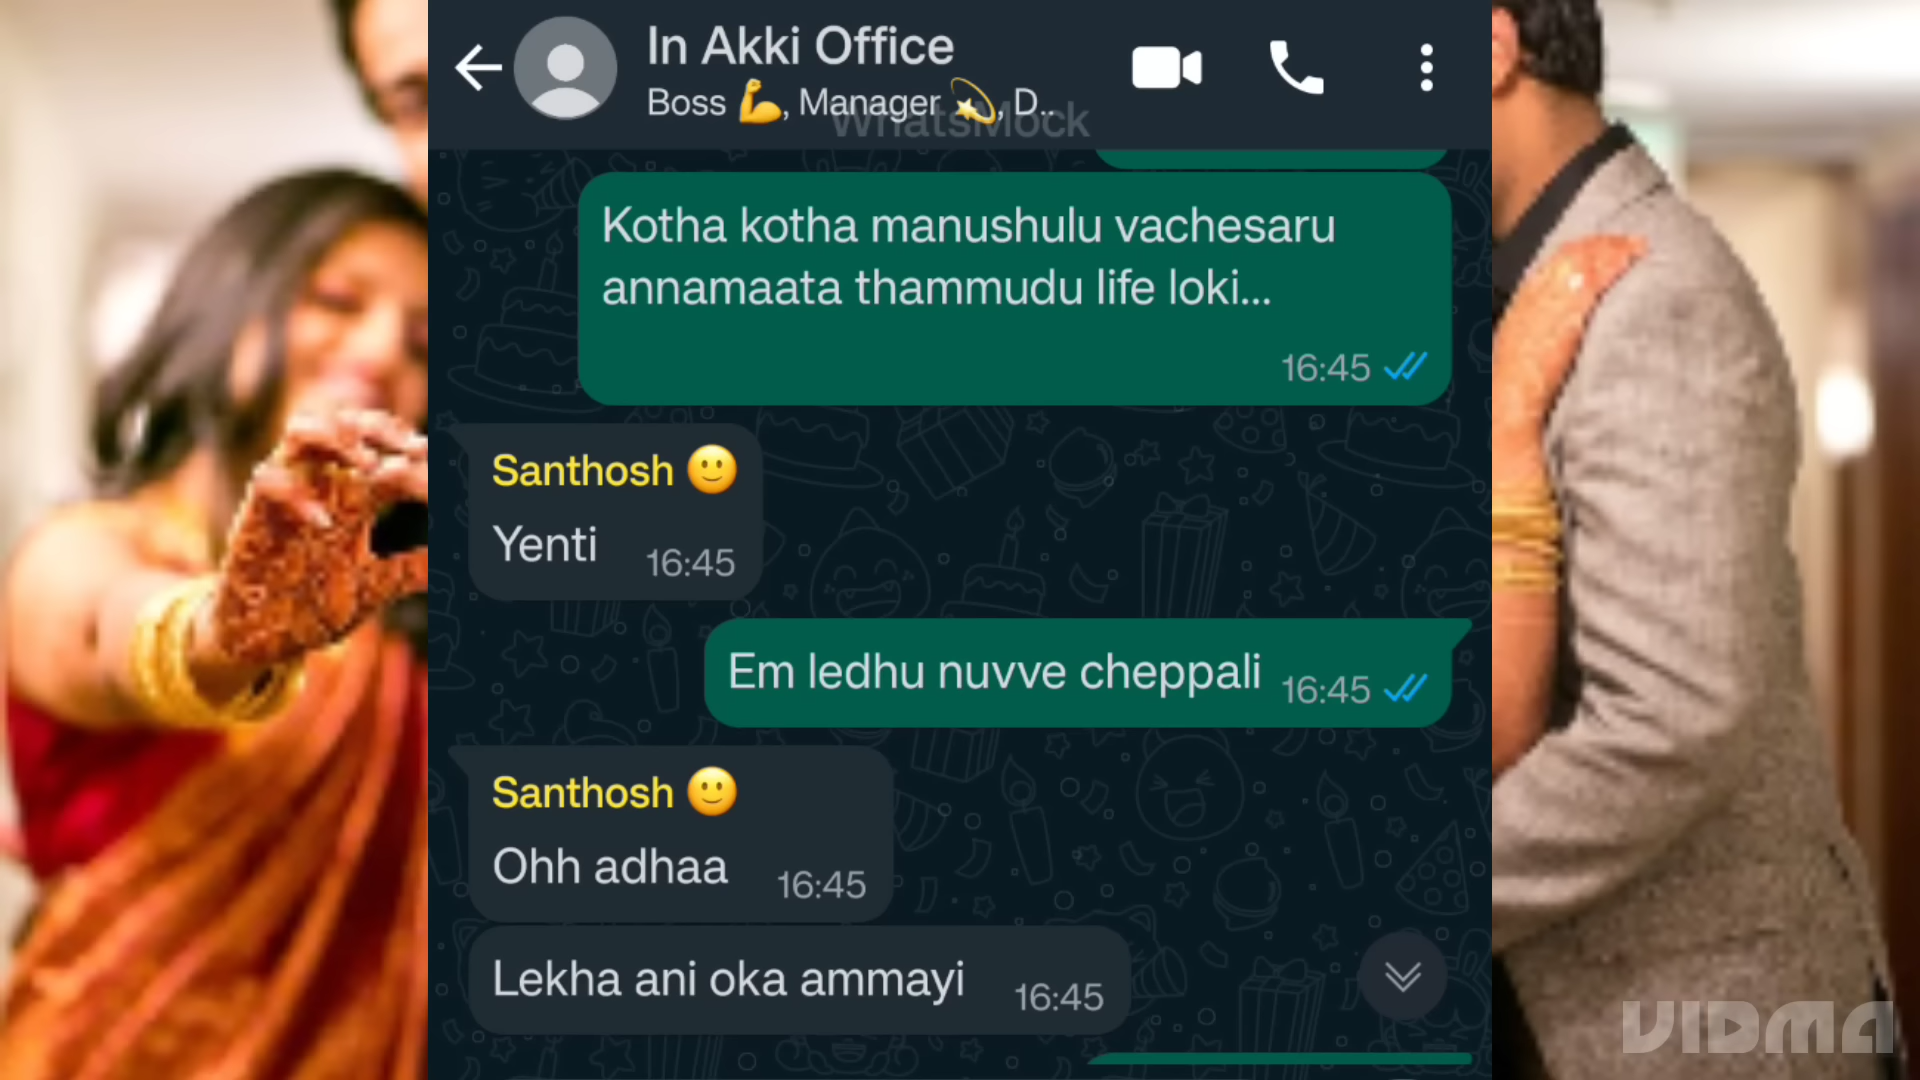 In Akki Office
Boss 💪, Manager 💫, D..
WhatsMock
Kotha kotha manushulu vachesaru
annamaata thammudu life loki...
16:45
Santhosh 🙂
Yenti 16:45
Em ledhu nuvve cheppali 16:45
Santhosh 🙂
Ohh adhaa 16:45
Lekha ani oka ammayi 16:45
VIDMA